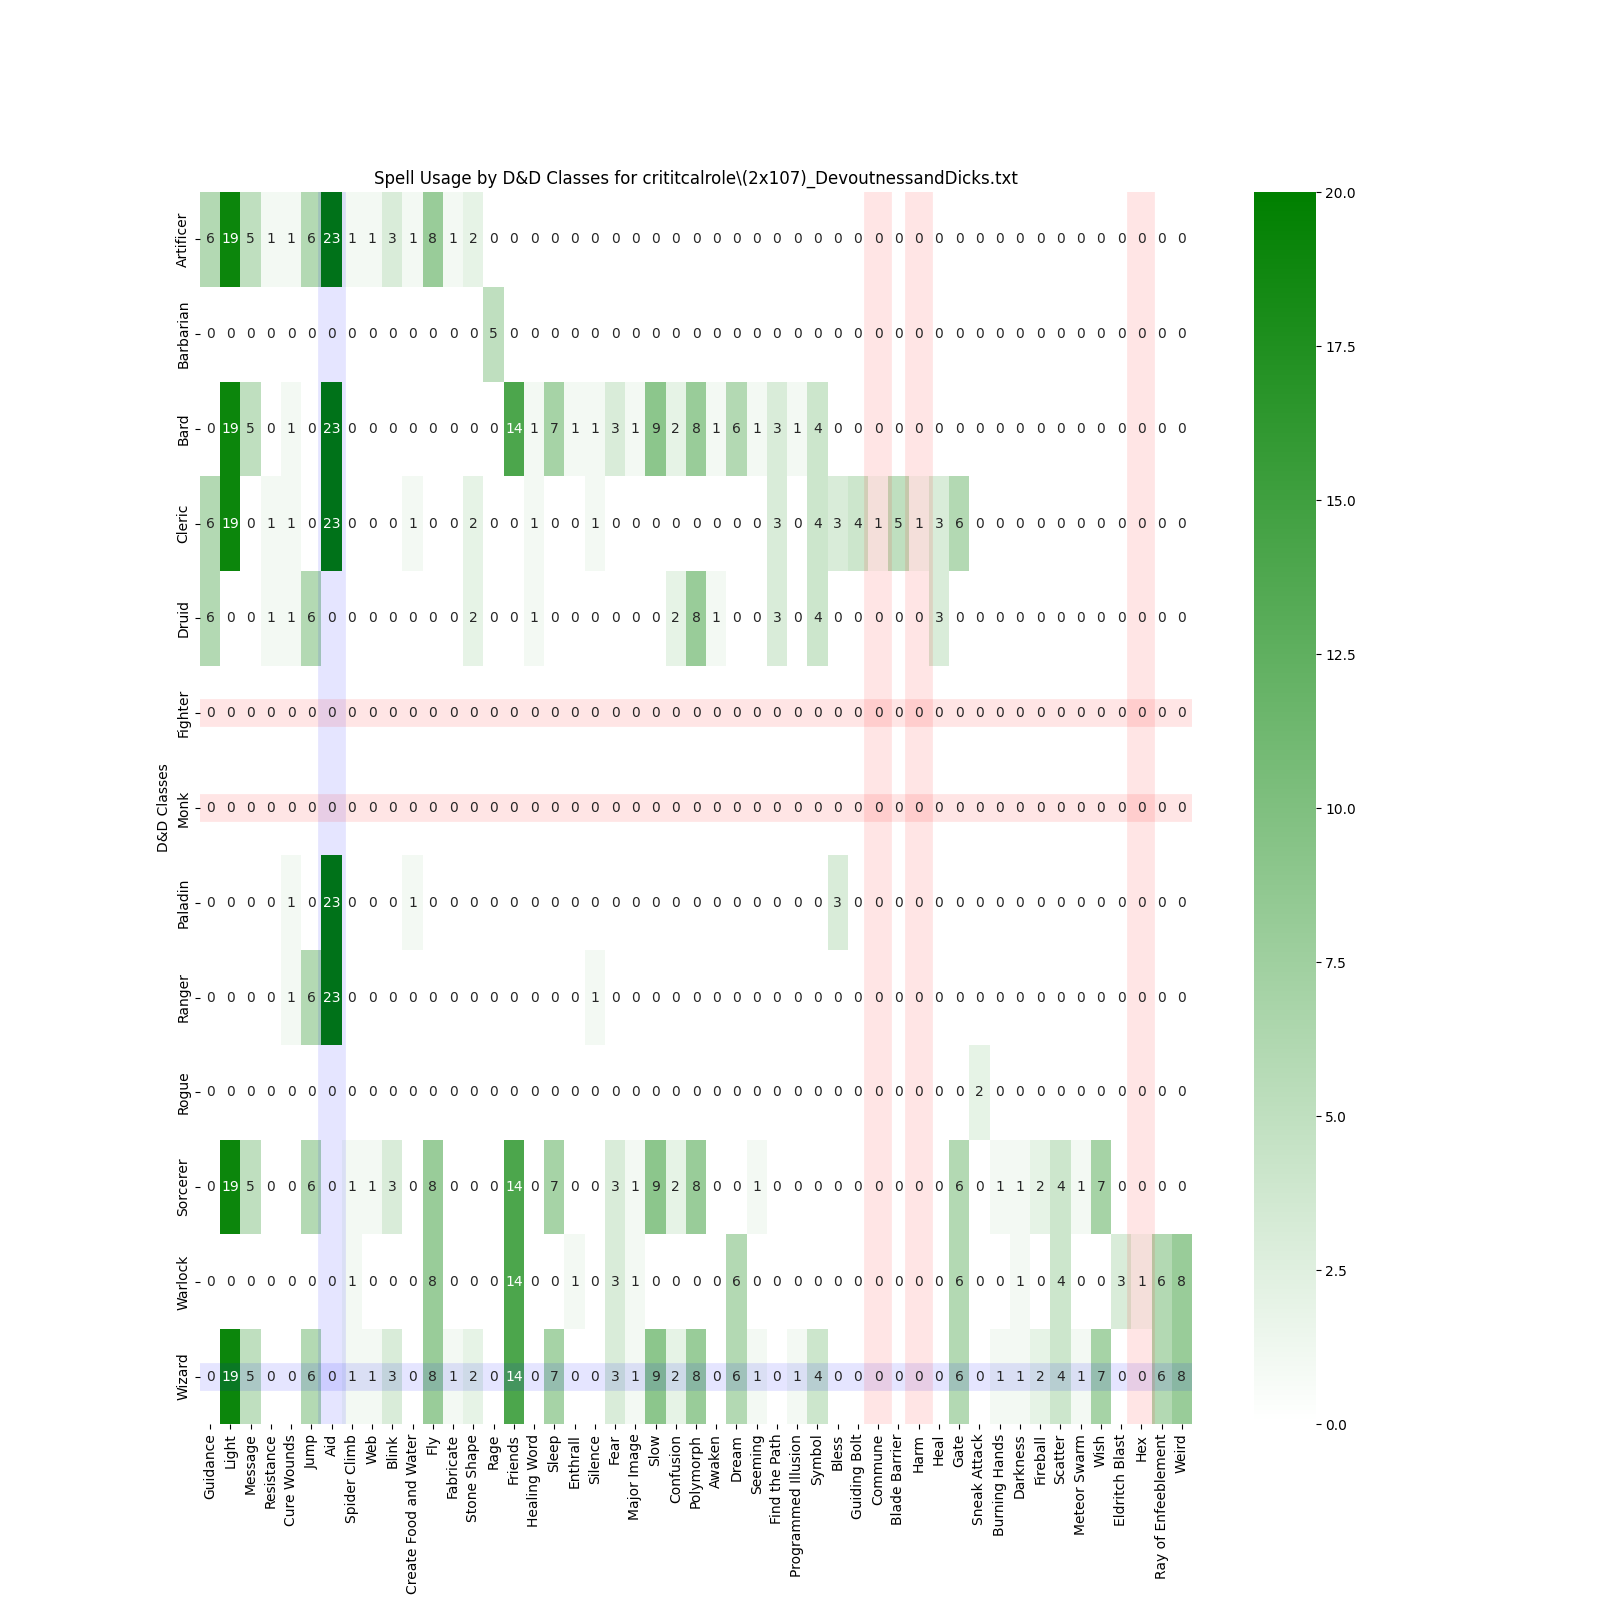 Spell Usage by D&D Classes for crititcalrole\(2x107)_DevoutnessandDicks.txt
D&D Classes
Artificer 6 19 5 1 1 6 23 1 1 3 1 8 1 2 0 0 0 0 0 0 0 0 0 0 0 0 0 0 0 0 0 0 0 0 0 0 0 0 0 0 0 0 0 0 0 0 0 0 0
Barbarian 0 0 0 0 0 0 0 0 0 0 0 0 0 0 5 0 0 0 0 0 0 0 0 0 0 0 0 0 0 0 0 0 0 0 0 0 0 0 0 0 0 0 0 0 0 0 0 0 0
Bard 0 19 5 0 1 0 23 0 0 0 0 0 0 0 0 14 1 7 1 1 3 1 9 2 8 1 6 1 3 1 4 0 0 0 0 0 0 0 0 0 0 0 0 0 0 0 0 0 0
Cleric 6 19 0 1 1 0 23 0 0 0 1 0 0 2 0 0 1 0 0 1 0 0 0 0 0 0 0 0 3 0 4 3 4 1 5 1 3 6 0 0 0 0 0 0 0 0 0 0 0
Druid 6 0 0 1 1 6 0 0 0 0 0 0 0 2 0 0 1 0 0 0 0 0 0 2 8 1 0 0 3 0 4 0 0 0 0 0 3 0 0 0 0 0 0 0 0 0 0 0 0
Fighter 0 0 0 0 0 0 0 0 0 0 0 0 0 0 0 0 0 0 0 0 0 0 0 0 0 0 0 0 0 0 0 0 0 0 0 0 0 0 0 0 0 0 0 0 0 0 0 0 0
Monk 0 0 0 0 0 0 0 0 0 0 0 0 0 0 0 0 0 0 0 0 0 0 0 0 0 0 0 0 0 0 0 0 0 0 0 0 0 0 0 0 0 0 0 0 0 0 0 0 0
Paladin 0 0 0 0 1 0 23 0 0 0 1 0 0 0 0 0 0 0 0 0 0 0 0 0 0 0 0 0 0 0 0 3 0 0 0 0 0 0 0 0 0 0 0 0 0 0 0 0 0
Ranger 0 0 0 0 1 6 23 0 0 0 0 0 0 0 0 0 0 0 0 1 0 0 0 0 0 0 0 0 0 0 0 0 0 0 0 0 0 0 0 0 0 0 0 0 0 0 0 0 0
Rogue 0 0 0 0 0 0 0 0 0 0 0 0 0 0 0 0 0 0 0 0 0 0 0 0 0 0 0 0 0 0 0 0 0 0 0 0 0 0 2 0 0 0 0 0 0 0 0 0 0
Sorcerer 0 19 5 0 0 6 0 1 1 3 0 8 0 0 0 14 0 7 0 0 3 1 9 2 8 0 0 1 0 0 0 0 0 0 0 0 0 6 0 1 1 2 4 1 7 0 0 0 0
Warlock 0 0 0 0 0 0 0 1 0 0 0 8 0 0 0 14 0 0 1 0 3 1 0 0 0 0 6 0 0 0 0 0 0 0 0 0 0 6 0 0 1 0 4 0 0 3 1 6 8
Wizard 0 19 5 0 0 6 0 1 1 3 0 8 1 2 0 14 0 7 0 0 3 1 9 2 8 0 6 1 0 1 4 0 0 0 0 0 0 6 0 1 1 2 4 1 7 0 0 6 8
Guidance
Light
Message
Resistance
Cure Wounds
Jump
Aid
Spider Climb
Web
Blink
Create Food and Water
Fly
Fabricate
Stone Shape
Rage
Friends
Healing Word
Sleep
Enthrall
Silence
Fear
Major Image
Slow
Confusion
Polymorph
Awaken
Dream
Seeming
Find the Path
Programmed Illusion
Symbol
Bless
Guiding Bolt
Commune
Blade Barrier
Harm
Heal
Gate
Sneak Attack
Burning Hands
Darkness
Fireball
Scatter
Meteor Swarm
Wish
Eldritch Blast
Hex
Ray of Enfeeblement
Weird
20.0
17.5
15.0
12.5
10.0
7.5
5.0
2.5
0.0